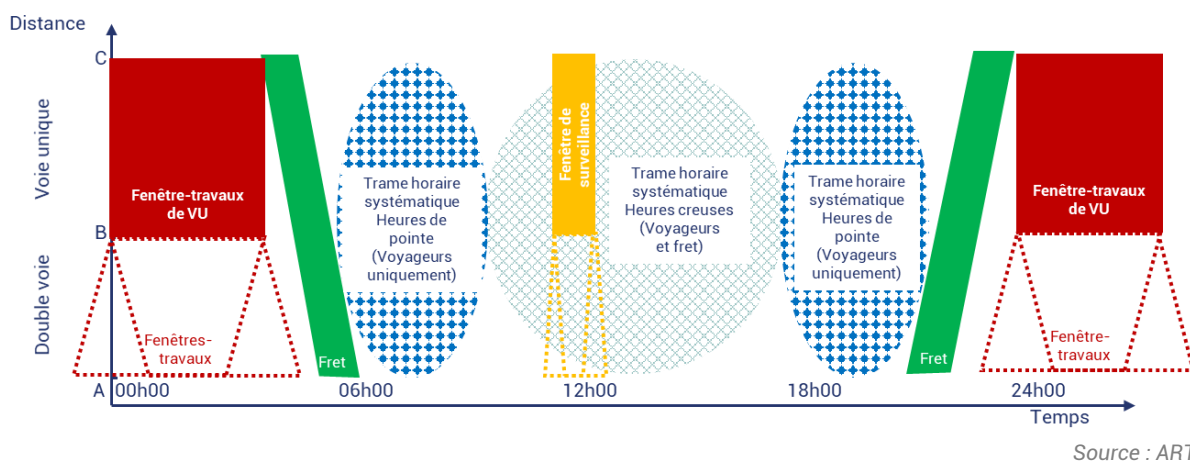 Distance
C
Voie unique
B
Double voie
A
Fenêtre-travaux
de VU
Fenêtres-
travaux
Fret
Trame horaire
systématique
Heures de
pointe
(Voyageurs
uniquement)
Fenêtre de
surveillance
Trame horaire
systématique
Heures creuses
(Voyageurs
et fret)
Trame horaire
systématique
Heures de
pointe
(Voyageurs
uniquement)
Fret
Fenêtre-travaux
de VU
Fenêtre-
travaux
00h00
06h00
12h00
18h00
24h00
Temps
Source : ART